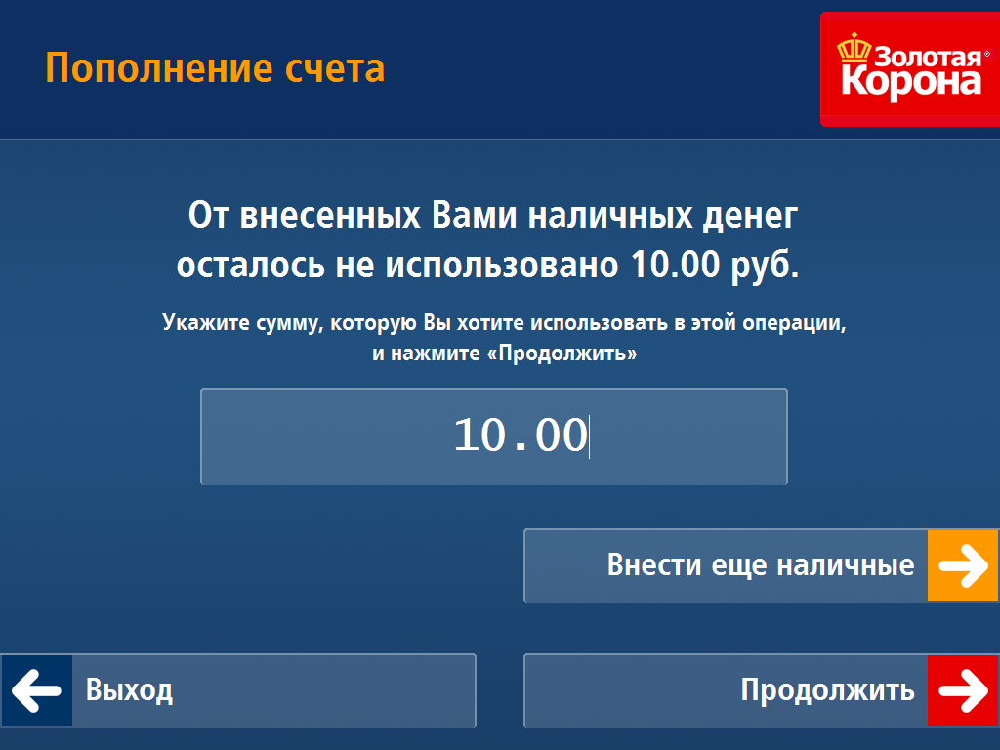 Пополнение счета
Золотая
Корона
От внесенных Вами наличных денег
осталось не использовано 10.00 руб.
Укажите сумму, которую Вы хотите использовать в этой операции,
и нажмите «Продолжить»
10.00
Внести еще наличные
Выход
Продолжить